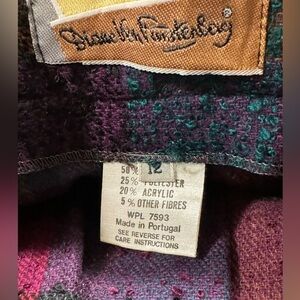 Diane Von Furstenberg
12
50%
25% POLYESTER
20% ACRYLIC
5% OTHER FIBRES
WPL 7593
Made in Portugal
SEE REVERSE FOR
CARE INSTRUCTIONS